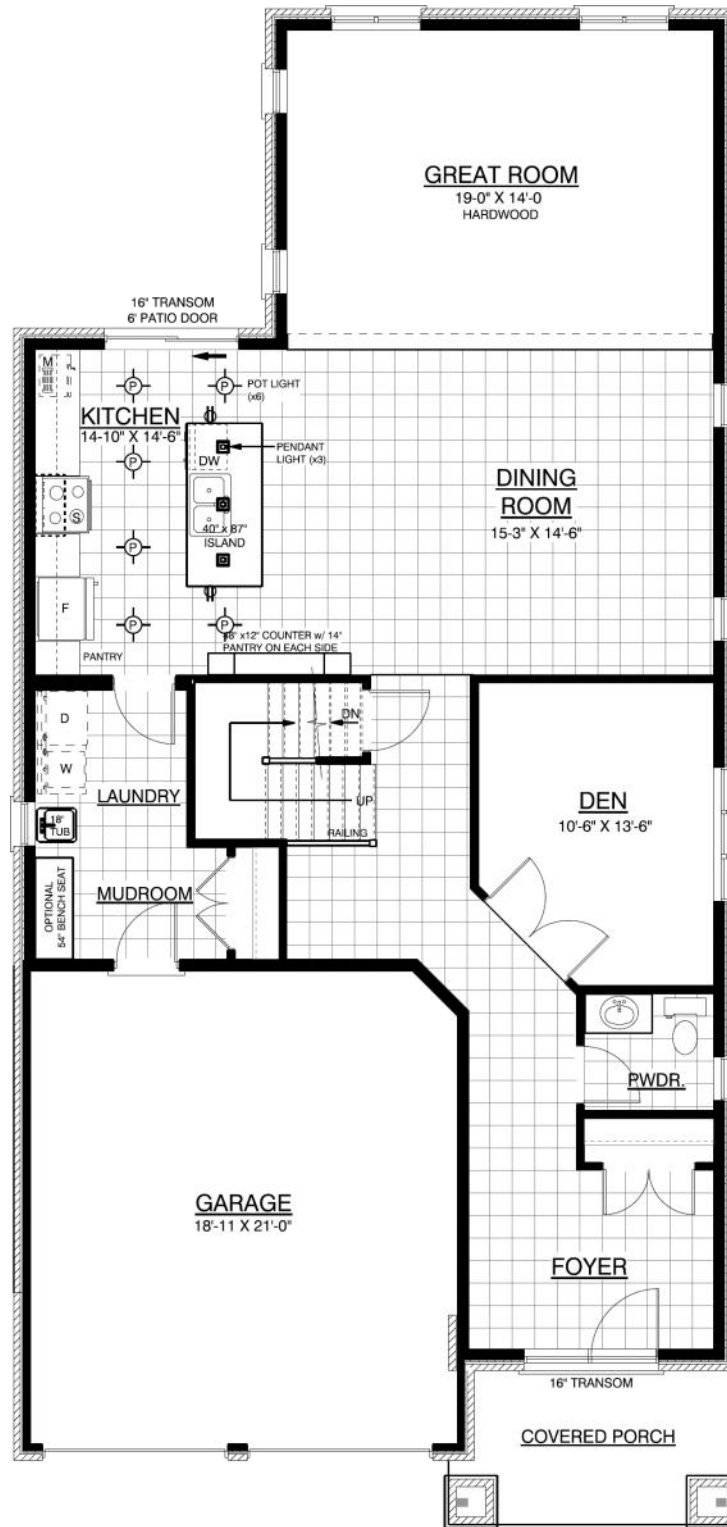 GREAT ROOM
19-0" X 14'-0
HARDWOOD
16" TRANSOM
6' PATIO DOOR
M
P
P
POT LIGHT
(x6)
KITCHEN
14-10" X 14'-6"
PENDANT
LIGHT (x3)
DW
P
DINING
ROOM
15-3" X 14'-6"
S
40" x 87"
ISLAND
P
F
P
P
PANTRY
48" x12" COUNTER w/ 14"
PANTRY ON EACH SIDE
D
W
DN
UP
RAILING
LAUNDRY
18"
TUB
DEN
10'-6" X 13'-6"
MUDROOM
OPTIONAL
54" BENCH SEAT
PWDR.
GARAGE
18'-11 X 21'-0"
FOYER
16" TRANSOM
COVERED PORCH